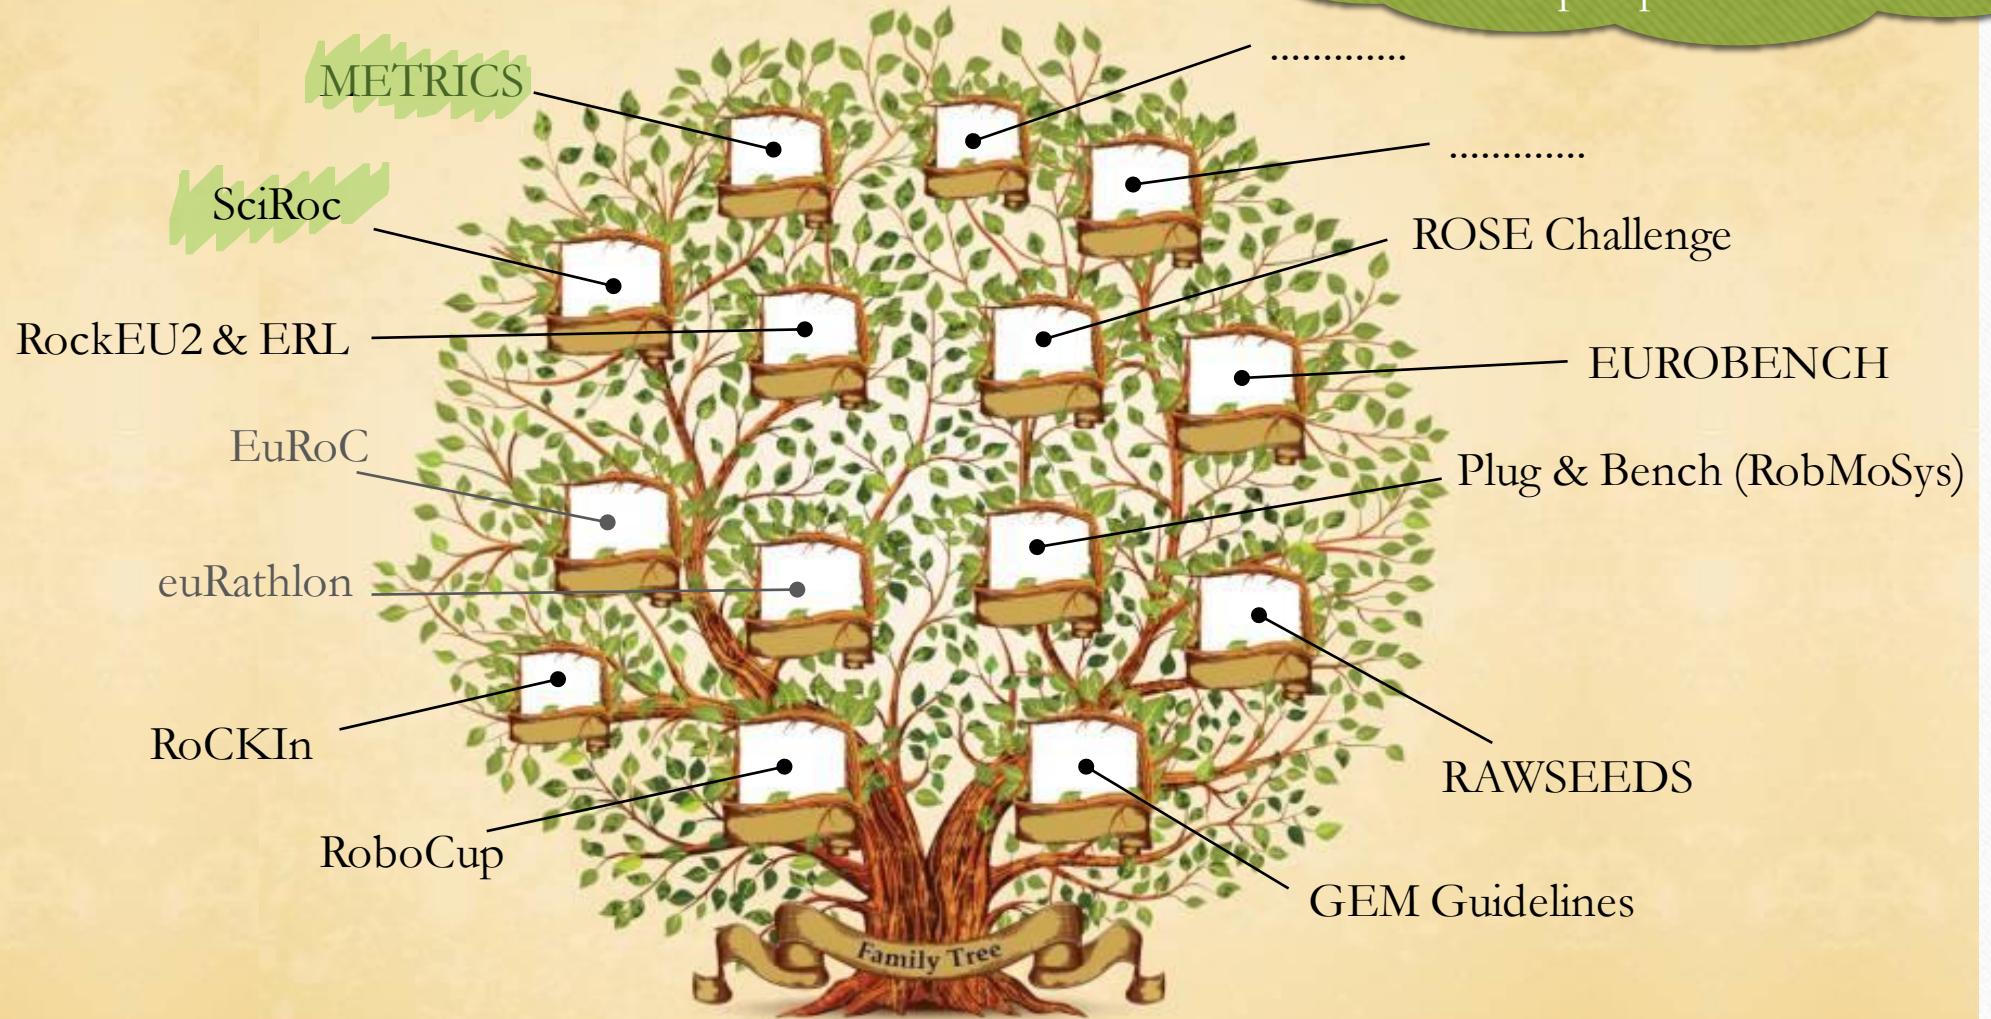 .............
METRICS
.............
SciRoc
ROSE Challenge
RockEU2 & ERL
EUROBENCH
EuRoC
Plug & Bench (RobMoSys)
euRathlon
RoCKIn
RAWSEEDS
RoboCup
GEM Guidelines
Family Tree